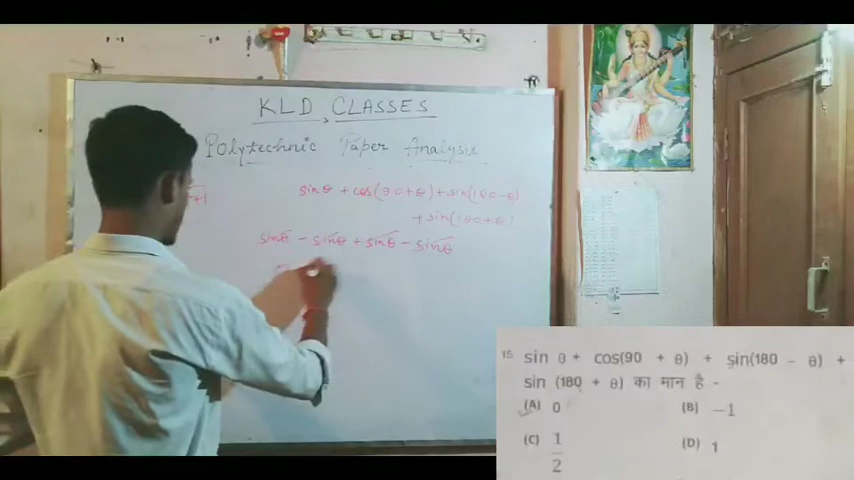 KLD CLASSES
Polytechnic Paper Analysis
+1
sinθ + cos(90+θ) + sin(180-θ)
+ sin(180+θ)
sinθ - sinθ + sinθ - sinθ
15 sin θ + cos(90 + θ) + sin(180 - θ) +
sin (180 + θ) का मान है -
(A) 0 (B) -1
(C) 1/2 (D) 1